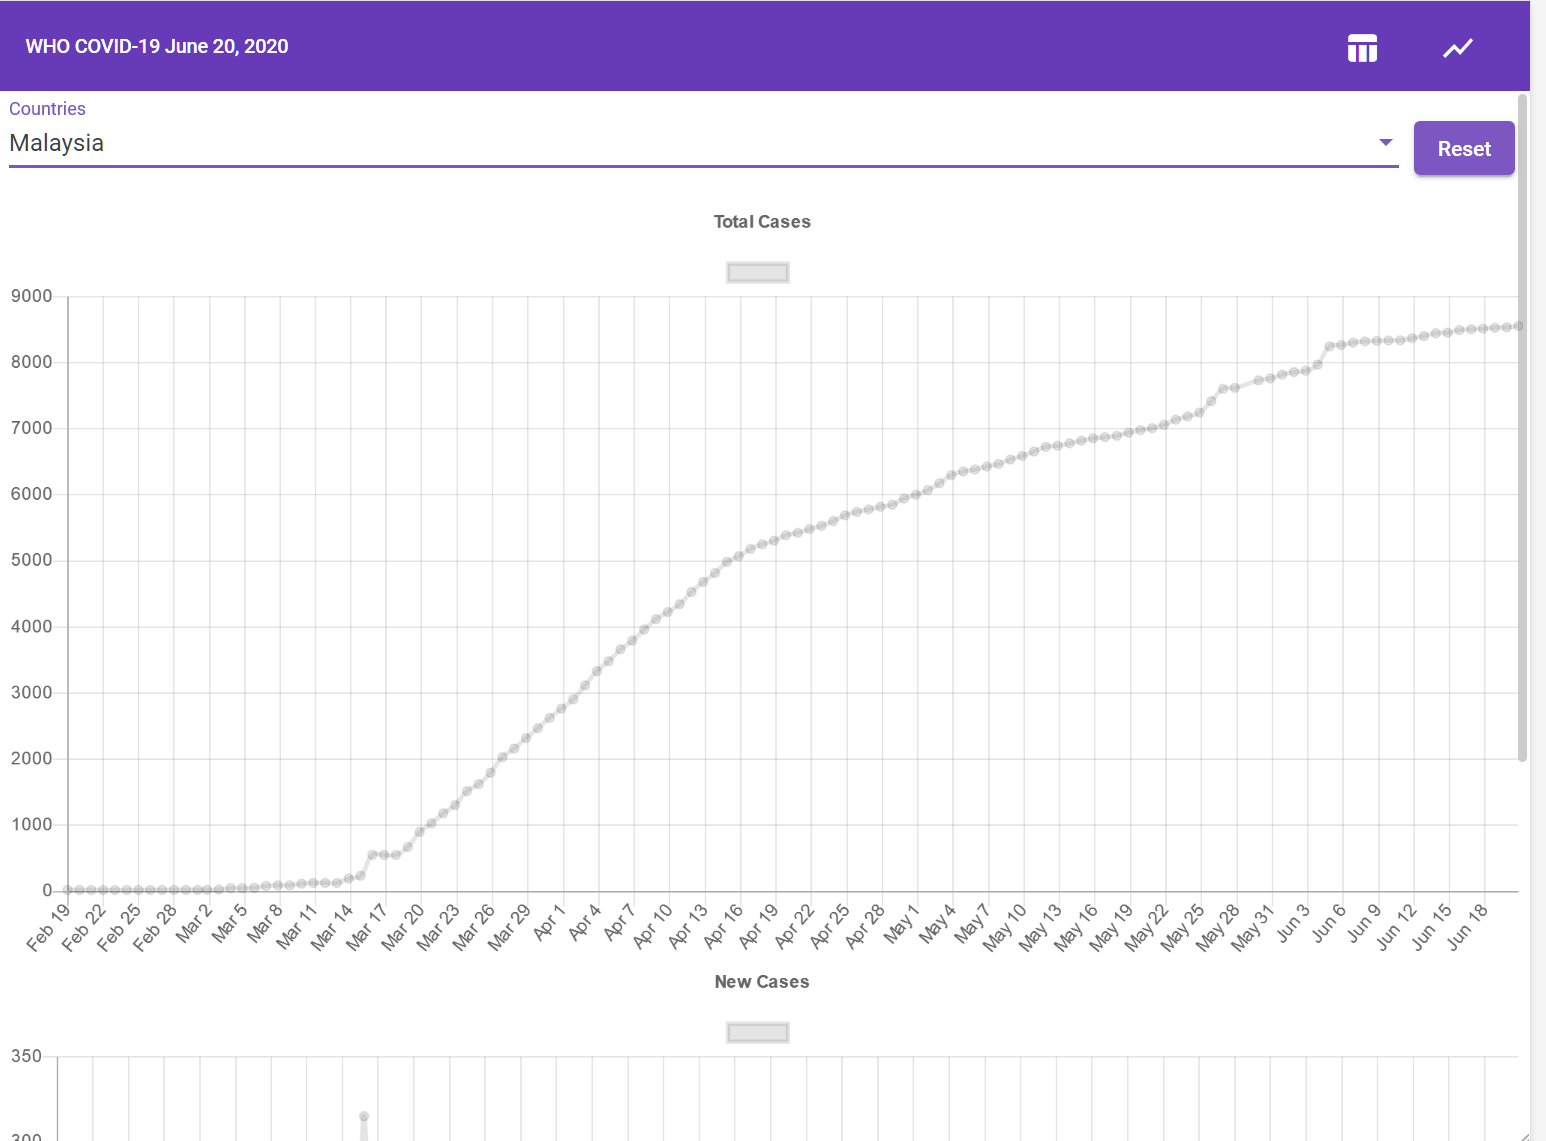 WHO COVID-19 June 20, 2020
Countries
Malaysia
Reset
Total Cases
9000
8000
7000
6000
5000
4000
3000
2000
1000
0
Feb 19 Feb 22 Feb 25 Feb 28 Mar 2 Mar 5 Mar 8 Mar 11 Mar 14 Mar 17 Mar 20 Mar 23 Mar 26 Mar 29 Apr 1 Apr 4 Apr 7 Apr 10 Apr 13 Apr 16 Apr 19 Apr 22 Apr 25 Apr 28 May 1 May 4 May 7 May 10 May 13 May 16 May 19 May 22 May 25 May 28 May 31 Jun 3 Jun 6 Jun 9 Jun 12 Jun 15 Jun 18
New Cases
350
300